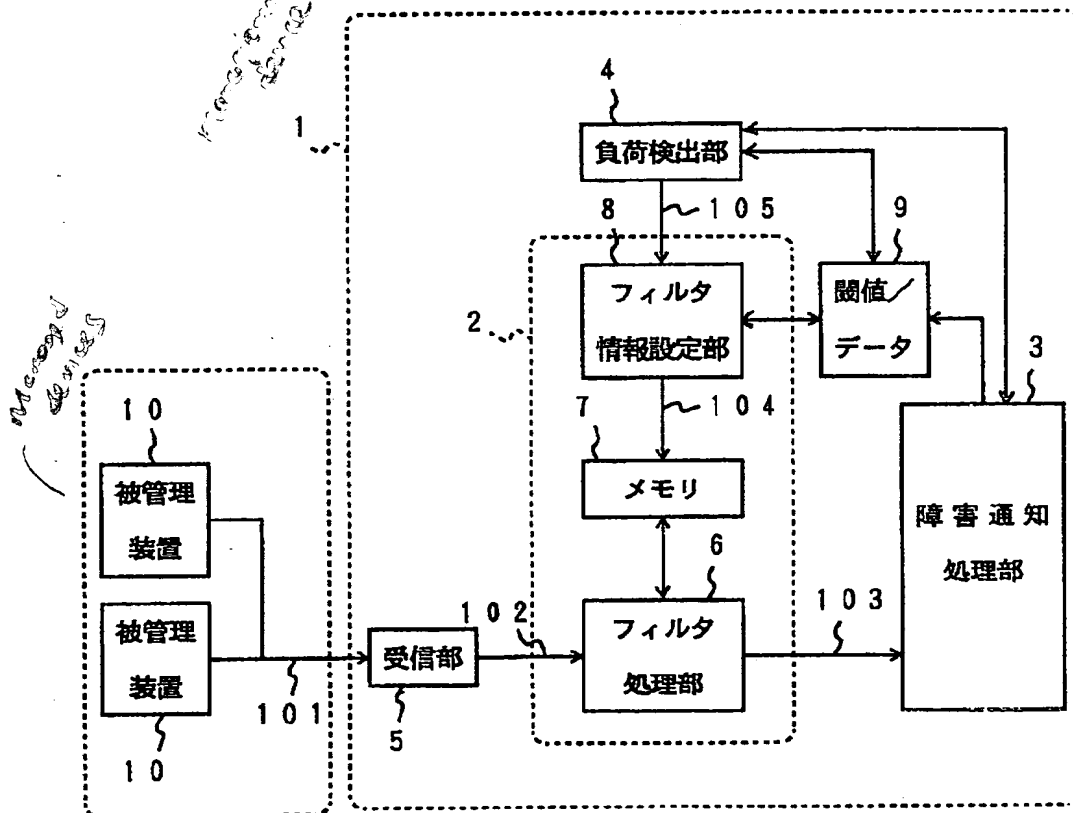 1
4
負荷検出部
105
8
フィルタ
情報設定部
9
閾値／
データ
2
3
104
7
メモリ
障害通知
処理部
10
被管理
装置
被管理
装置
10
101
受信部
5
102
6
フィルタ
処理部
103